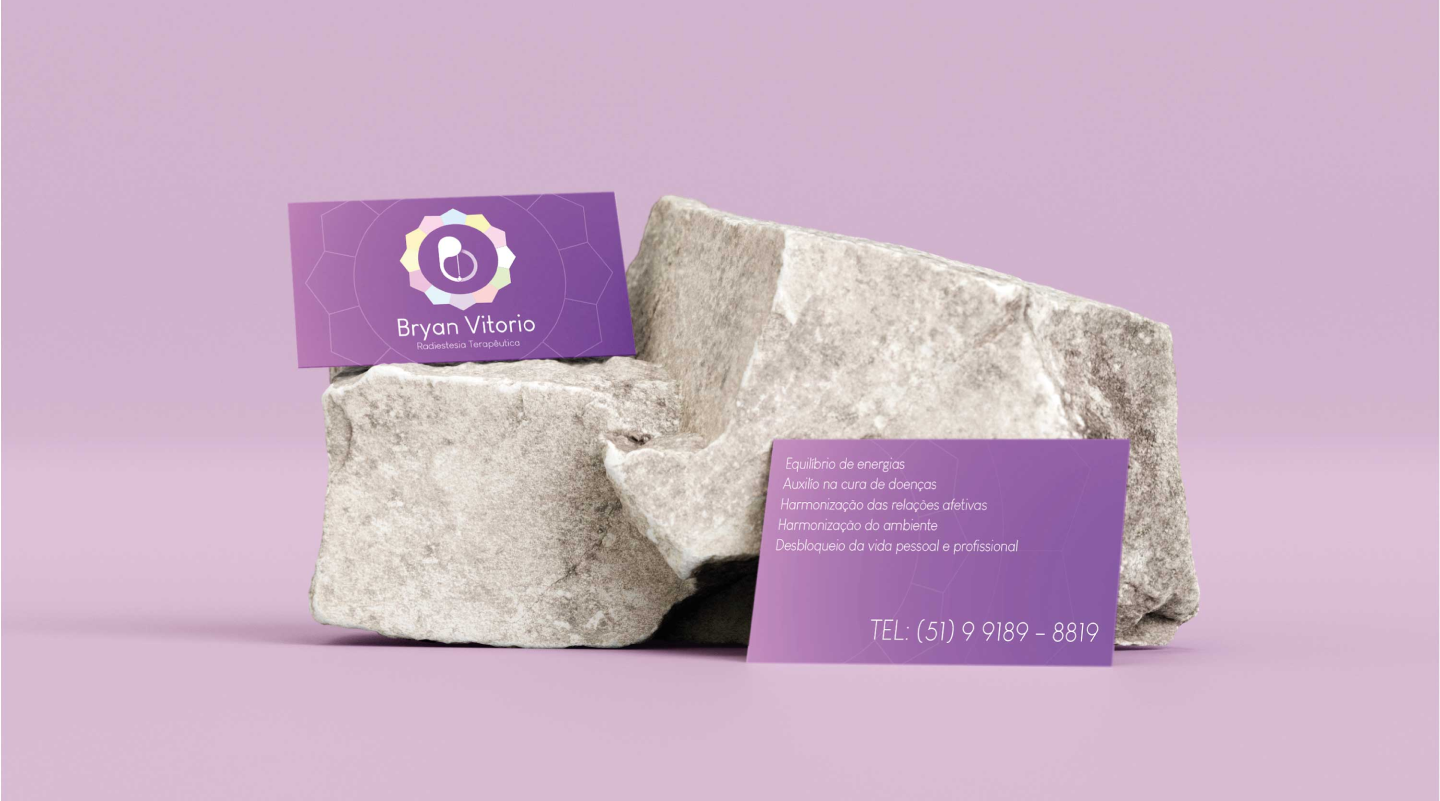 Bryan Vitorio
Radiestesia Terapêutica
Equilíbrio de energias
Auxílio na cura de doenças
Harmonização das relações afetivas
Harmonização do ambiente
Desbloqueio da vida pessoal e profissional
TEL: (51) 9 9189 - 8819